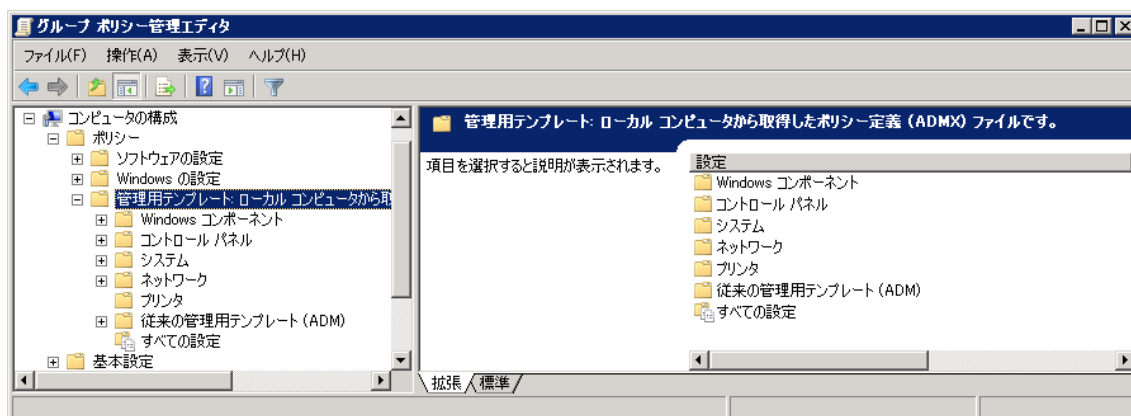 グループ ポリシー管理エディタ
ファイル(F) 操作(A) 表示(V) ヘルプ(H)
コンピュータの構成
ポリシー
ソフトウェアの設定
Windows の設定
管理用テンプレート: ローカル コンピュータから取
Windows コンポーネント
コントロール パネル
システム
ネットワーク
プリンタ
従来の管理用テンプレート (ADM)
すべての設定
基本設定
管理用テンプレート: ローカル コンピュータから取得したポリシー定義 (ADMX) ファイルです。
項目を選択すると説明が表示されます。
設定
Windows コンポーネント
コントロール パネル
システム
ネットワーク
プリンタ
従来の管理用テンプレート (ADM)
すべての設定
拡張 標準